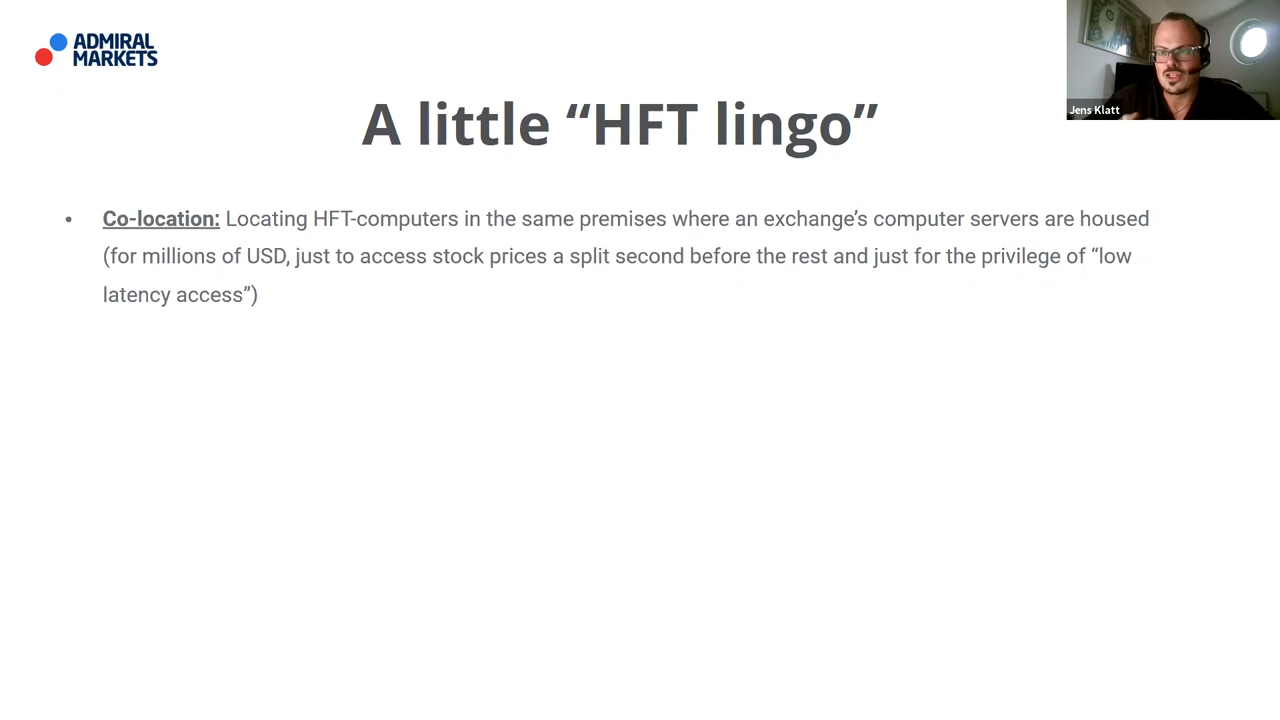 ADMIRAL
MARKETS
Jens Klatt
A little “HFT lingo”
• Co-location: Locating HFT-computers in the same premises where an exchange’s computer servers are housed
(for millions of USD, just to access stock prices a split second before the rest and just for the privilege of “low
latency access”)